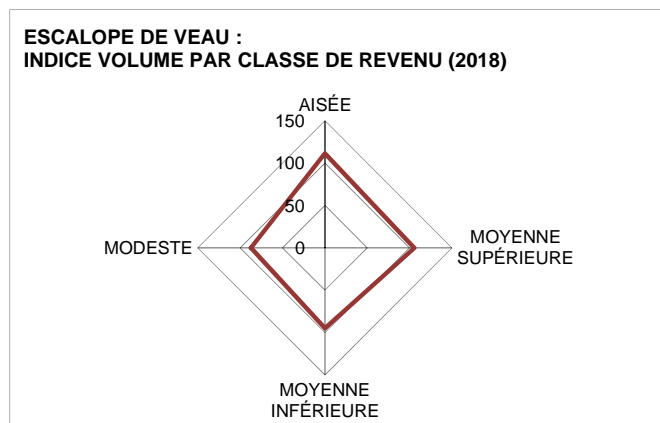 ESCALOPE DE VEAU :
INDICE VOLUME PAR CLASSE DE REVENU (2018)
AISÉE
150
100
50
0
MODESTE
MOYENNE
SUPÉRIEURE
MOYENNE
INFÉRIEURE